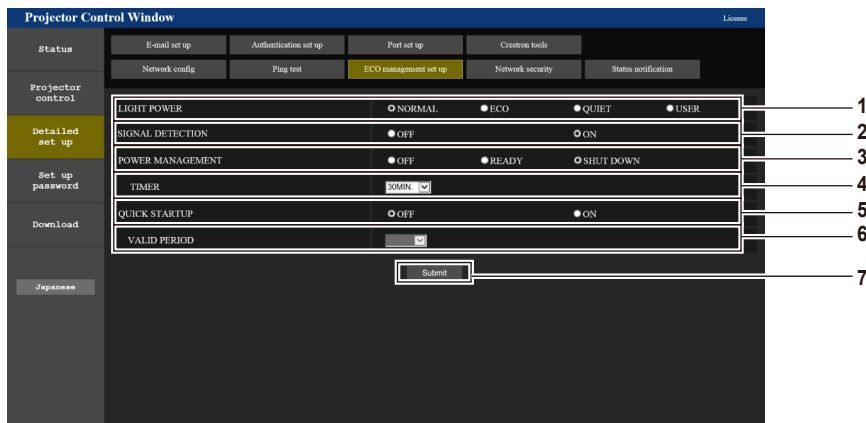 Projector Control Window License
Status E-mail set up Authentication set up Port set up Crestron tools
Network config Ping test ECO management set up Network security Status notification
Projector
control
LIGHT POWER NORMAL ECO QUIET USER 1
Detailed
set up
SIGNAL DETECTION OFF ON 2
POWER MANAGEMENT OFF READY SHUT DOWN 3
Set up
password
TIMER 30MIN. 4
QUICK STARTUP OFF ON 5
Download
VALID PERIOD 6
Submit 7
Japanese